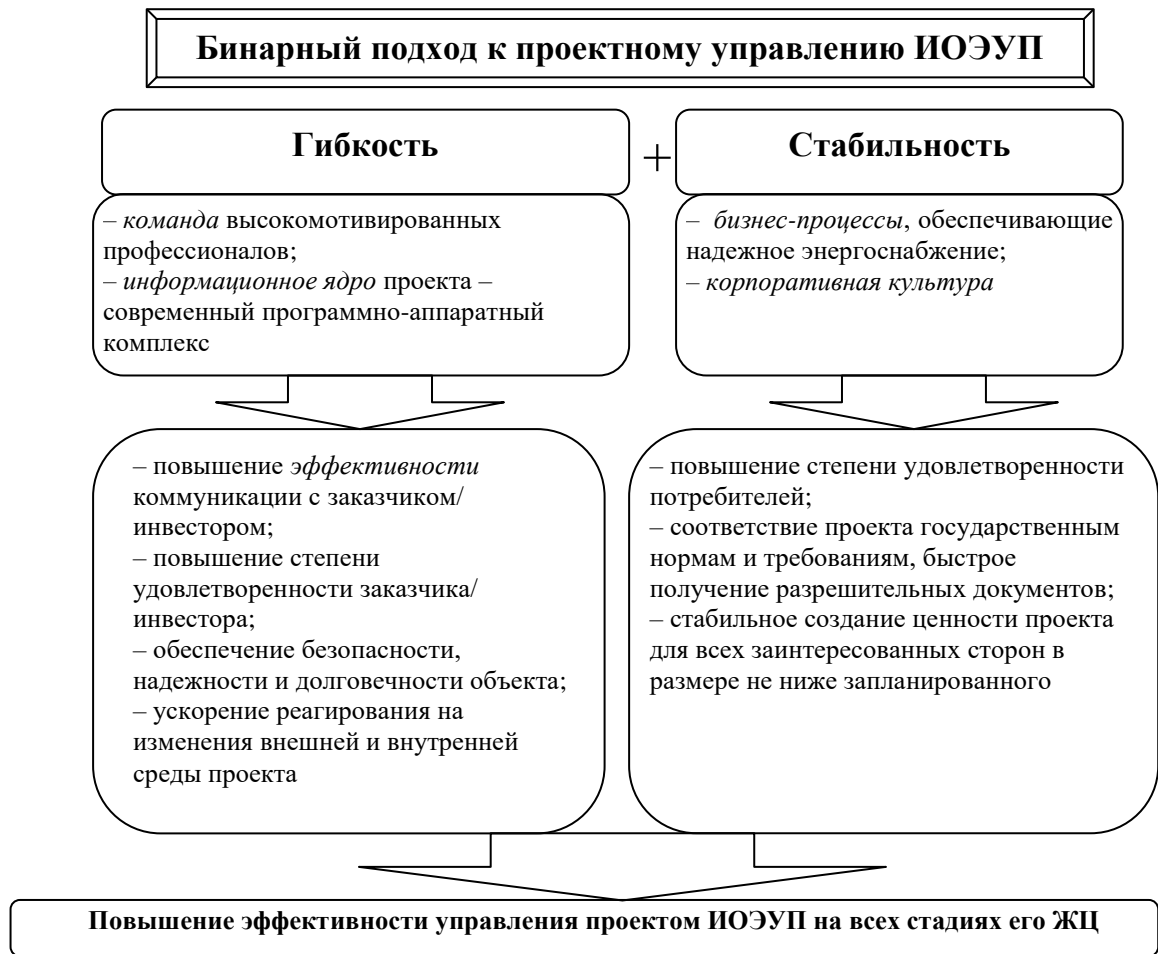 Бинарный подход к проектному управлению ИОЭУП
Гибкость
+
Стабильность
– команда высокомотивированных
профессионалов;
– информационное ядро проекта –
современный программно-аппаратный
комплекс
– бизнес-процессы, обеспечивающие
надежное энергоснабжение;
– корпоративная культура
– повышение эффективности
коммуникации с заказчиком/
инвестором;
– повышение степени
удовлетворенности заказчика/
инвестора;
– обеспечение безопасности,
надежности и долговечности объекта;
– ускорение реагирования на
изменения внешней и внутренней
среды проекта
– повышение степени удовлетворенности
потребителей;
– соответствие проекта государственным
нормам и требованиям, быстрое
получение разрешительных документов;
– стабильное создание ценности проекта
для всех заинтересованных сторон в
размере не ниже запланированного
Повышение эффективности управления проектом ИОЭУП на всех стадиях его ЖЦ